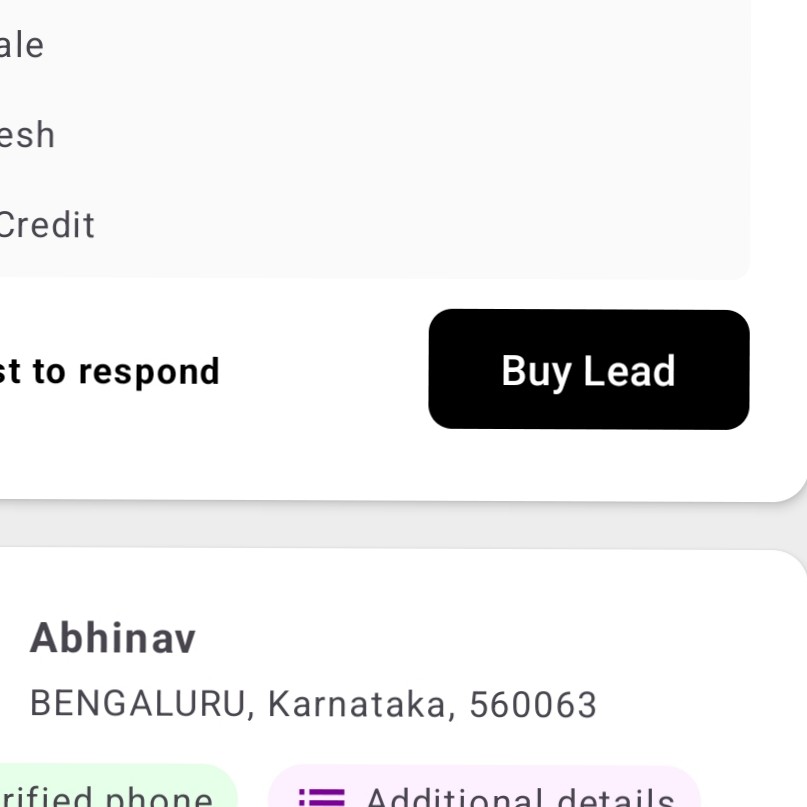 ale
esh
Credit
st to respond
Buy Lead
Abhinav
BENGALURU, Karnataka, 560063
rified phone
Additional details